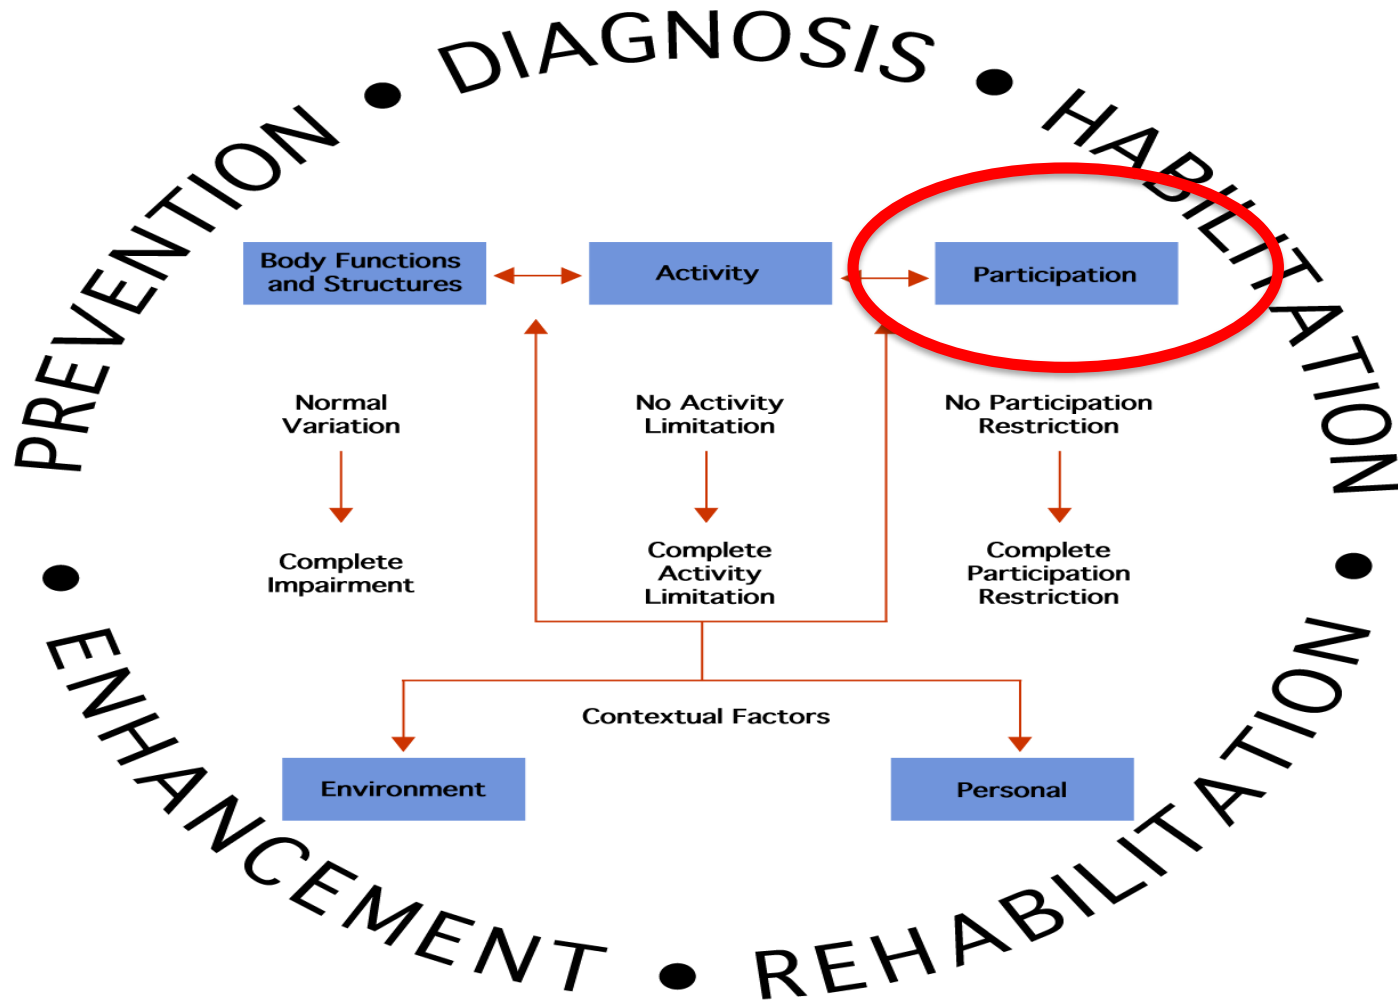 PREVENTION • DIAGNOSIS • HABILITATION •
Body Functions
and Structures
Activity
Participation
Normal
Variation
No Activity
Limitation
No Participation
Restriction
Complete
Impairment
Complete
Activity
Limitation
Complete
Participation
Restriction
Contextual Factors
Environment
Personal
• ENHANCEMENT • REHABILITATION